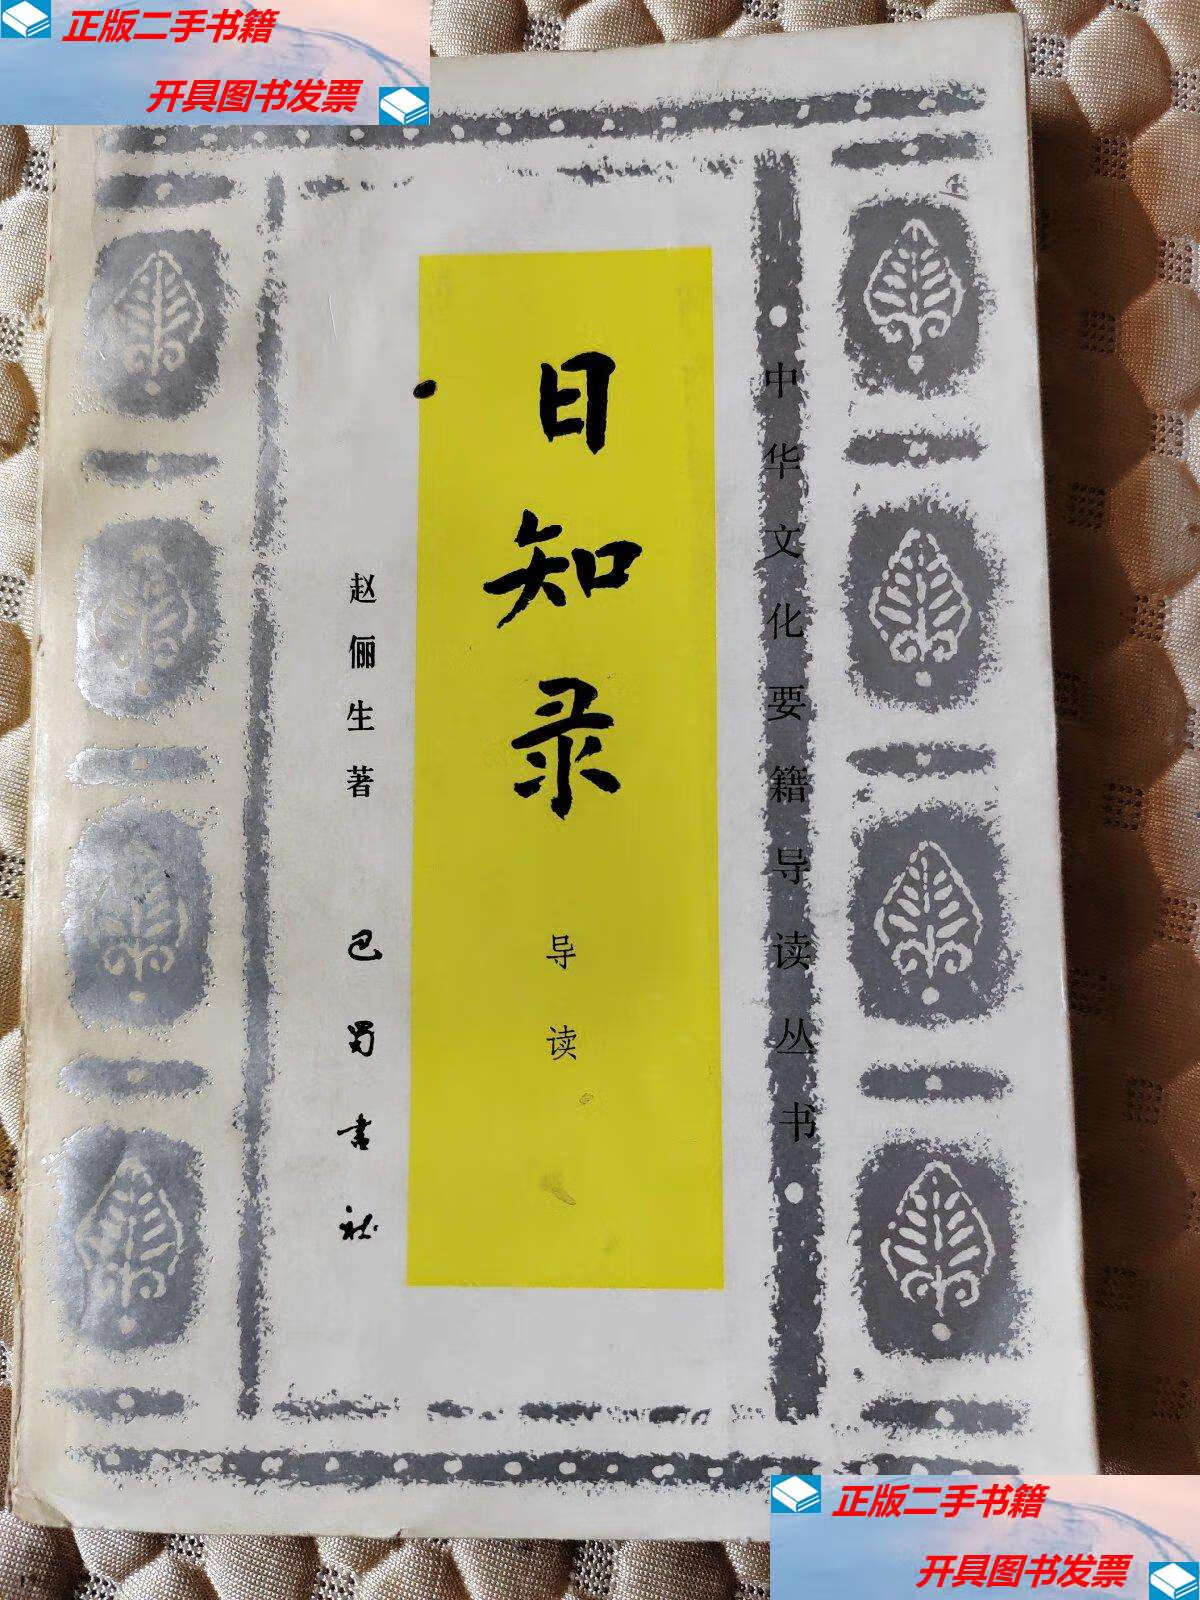 正版二手书籍
开具图书发票
中华文化要籍导读丛书
日知录
导读
赵俪生著
巴蜀书社
正版二手书籍
开具图书发票